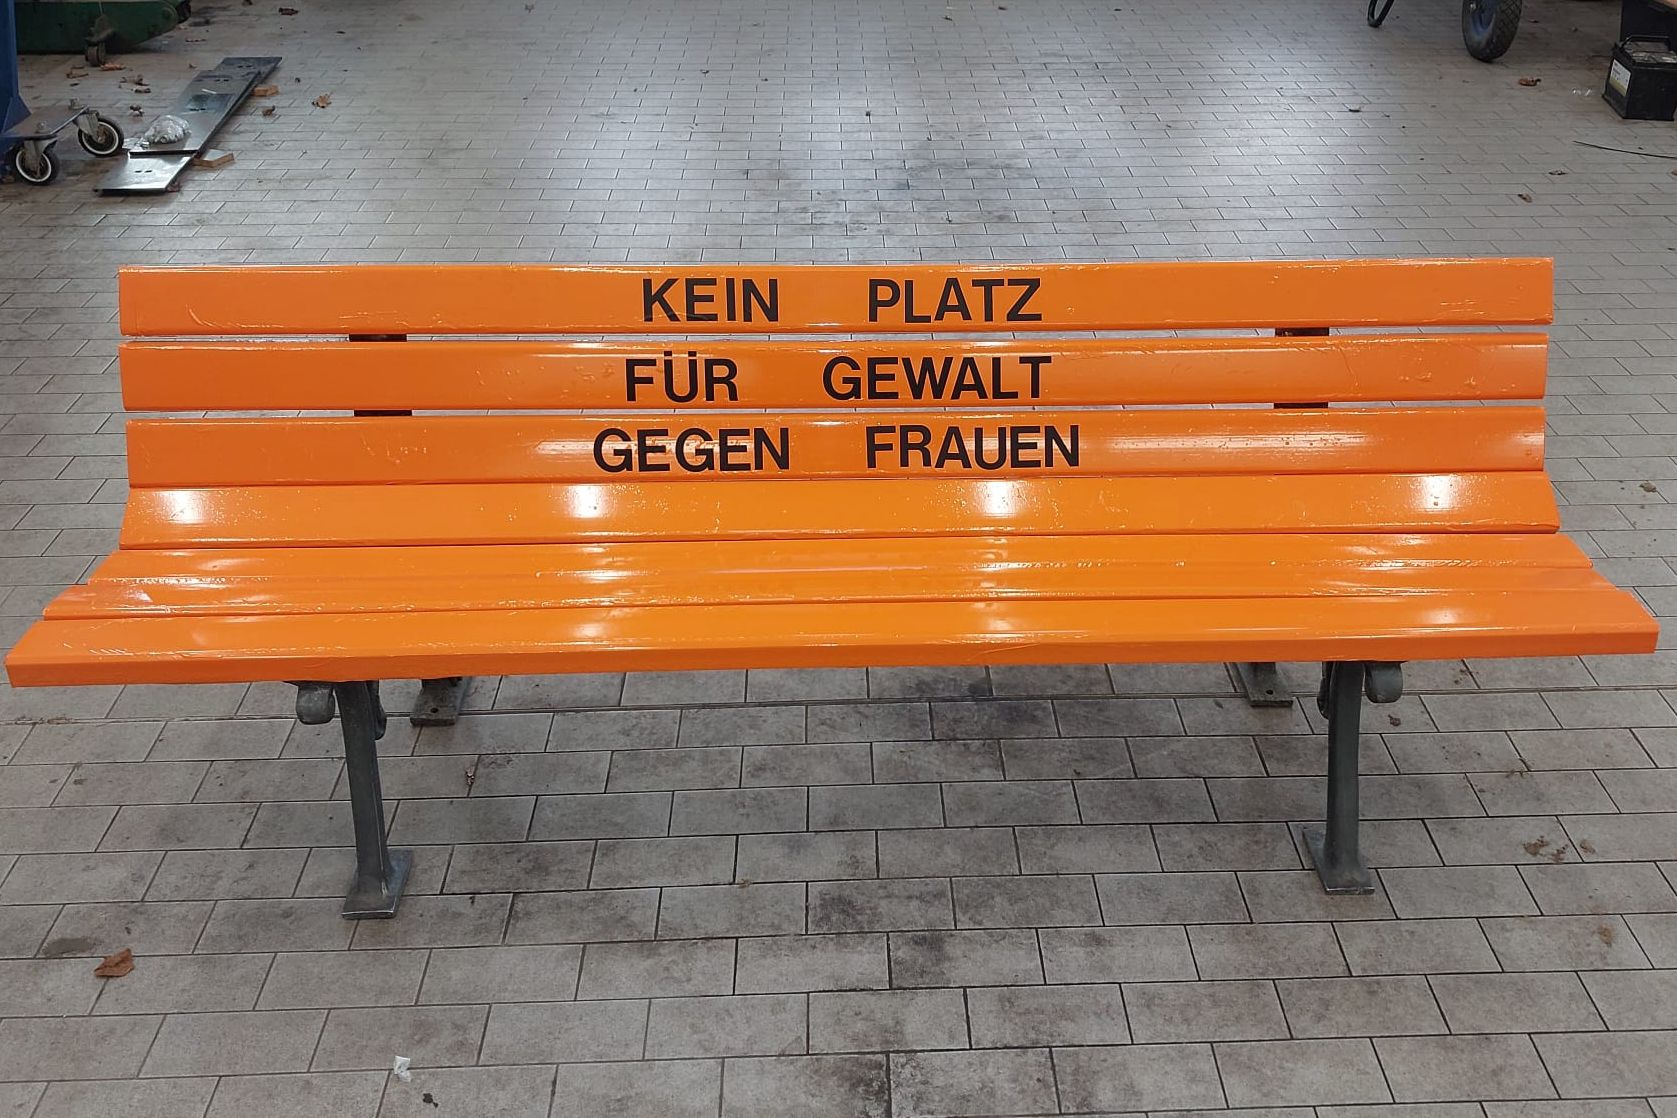 KEIN PLATZ
FÜR GEWALT
GEGEN FRAUEN